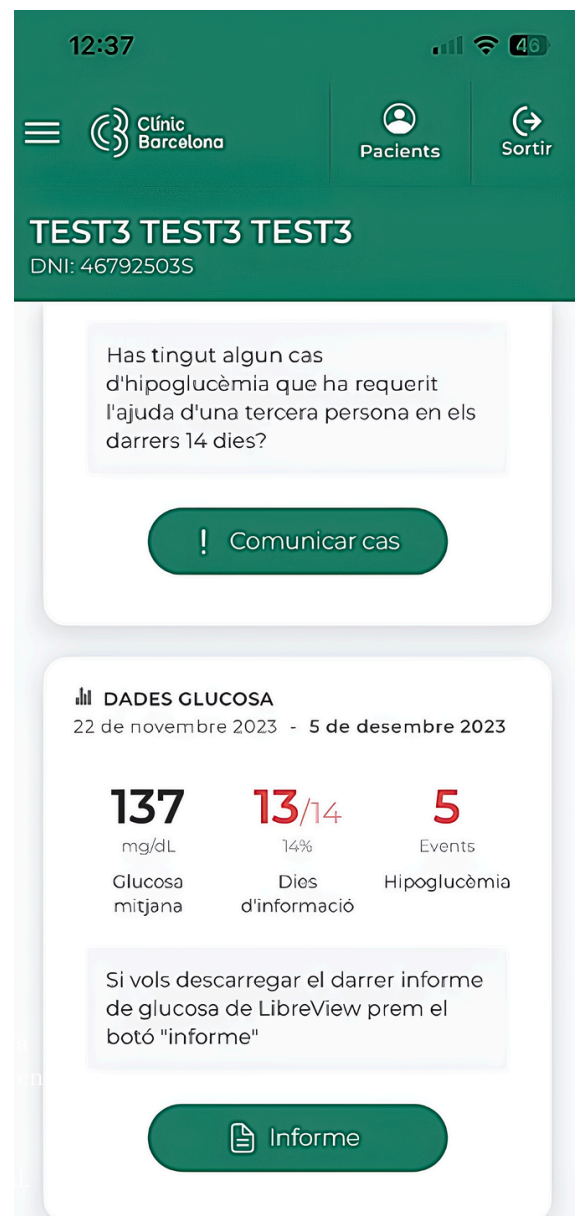 12:37
46
Clínic
Barcelona
Pacients
Sortir
TEST3 TEST3 TEST3
DNI: 46792503S
Has tingut algun cas
d'hipoglucèmia que ha requerit
l'ajuda d'una tercera persona en els
darrers 14 dies?
! Comunicar cas
DADES GLUCOSA
22 de novembre 2023 - 5 de desembre 2023
137
mg/dL
Glucosa
mitjana
13/14
14%
Dies
d'informació
5
Events
Hipoglucèmia
Si vols descarregar el darrer informe
de glucosa de LibreView prem el
botó "informe"
Informe